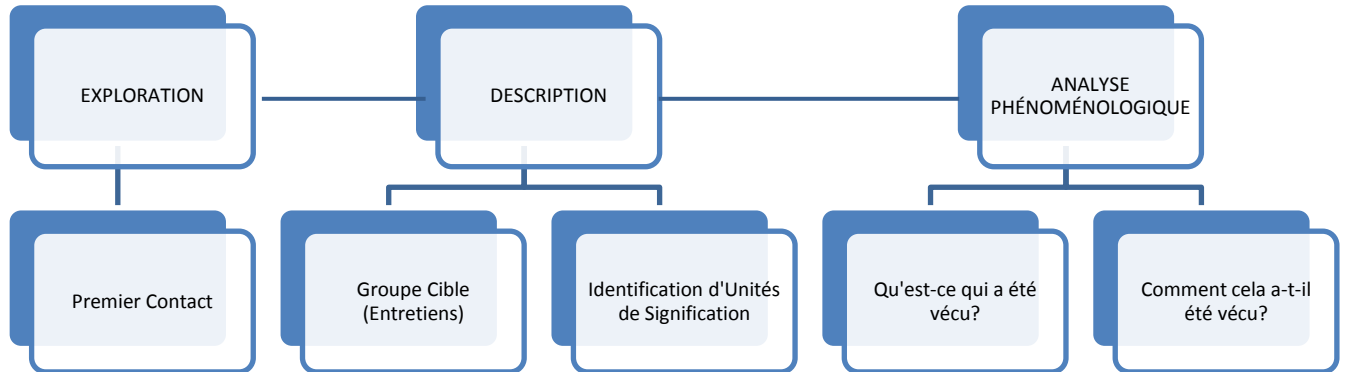 EXPLORATION
DESCRIPTION
ANALYSE
PHÉNOMÉNOLOGIQUE
Premier Contact
Groupe Cible
(Entretiens)
Identification d'Unités
de Signification
Qu'est-ce qui a été
vécu?
Comment cela a-t-il
été vécu?